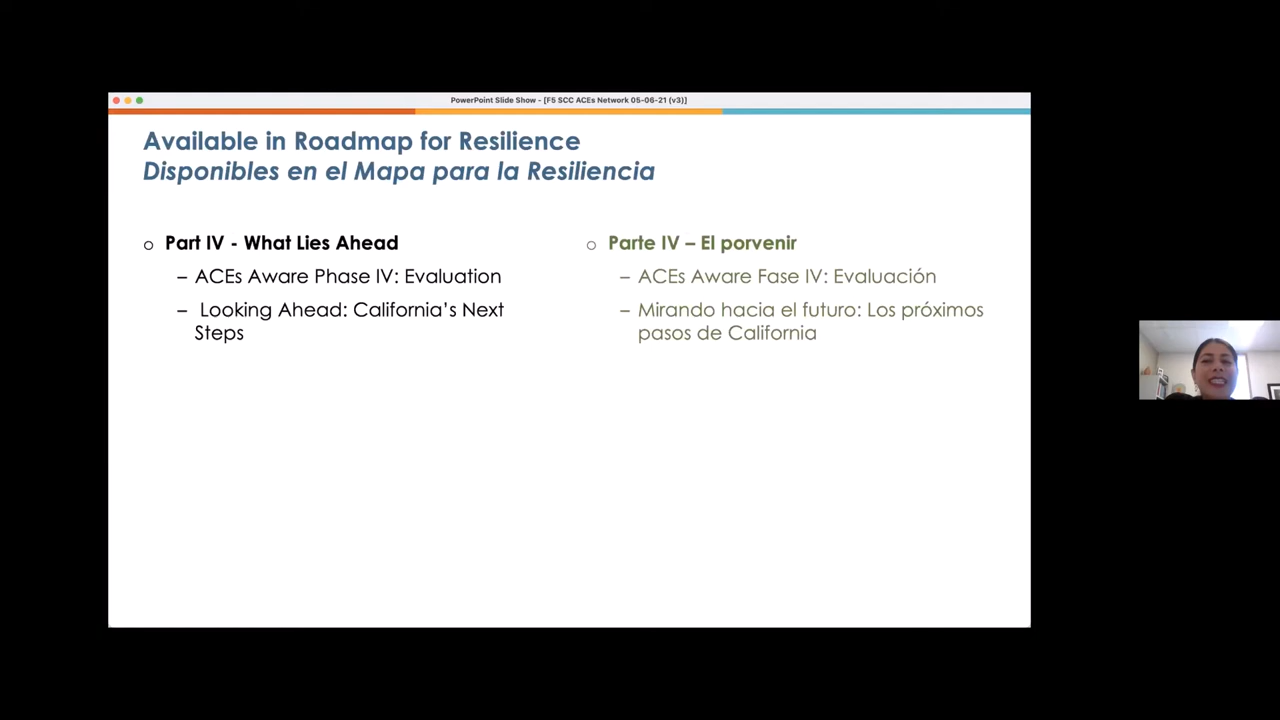 PowerPoint Slide Show - [F5 SCC ACEs Network 05-06-21 (v3)]
Available in Roadmap for Resilience
Disponibles en el Mapa para la Resiliencia
o Part IV - What Lies Ahead
– ACEs Aware Phase IV: Evaluation
– Looking Ahead: California’s Next
Steps
o Parte IV – El porvenir
– ACEs Aware Fase IV: Evaluación
– Mirando hacia el futuro: Los próximos
pasos de California